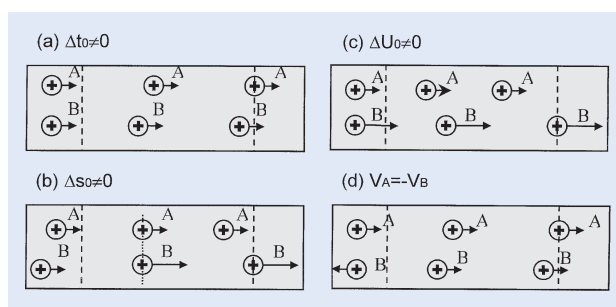 (a) Δt₀≠0
A A A
B B B
(b) Δs₀≠0
A A A
B B B
(c) ΔU₀≠0
A A A
B B B
(d) VA=-VB
A A A
B B B